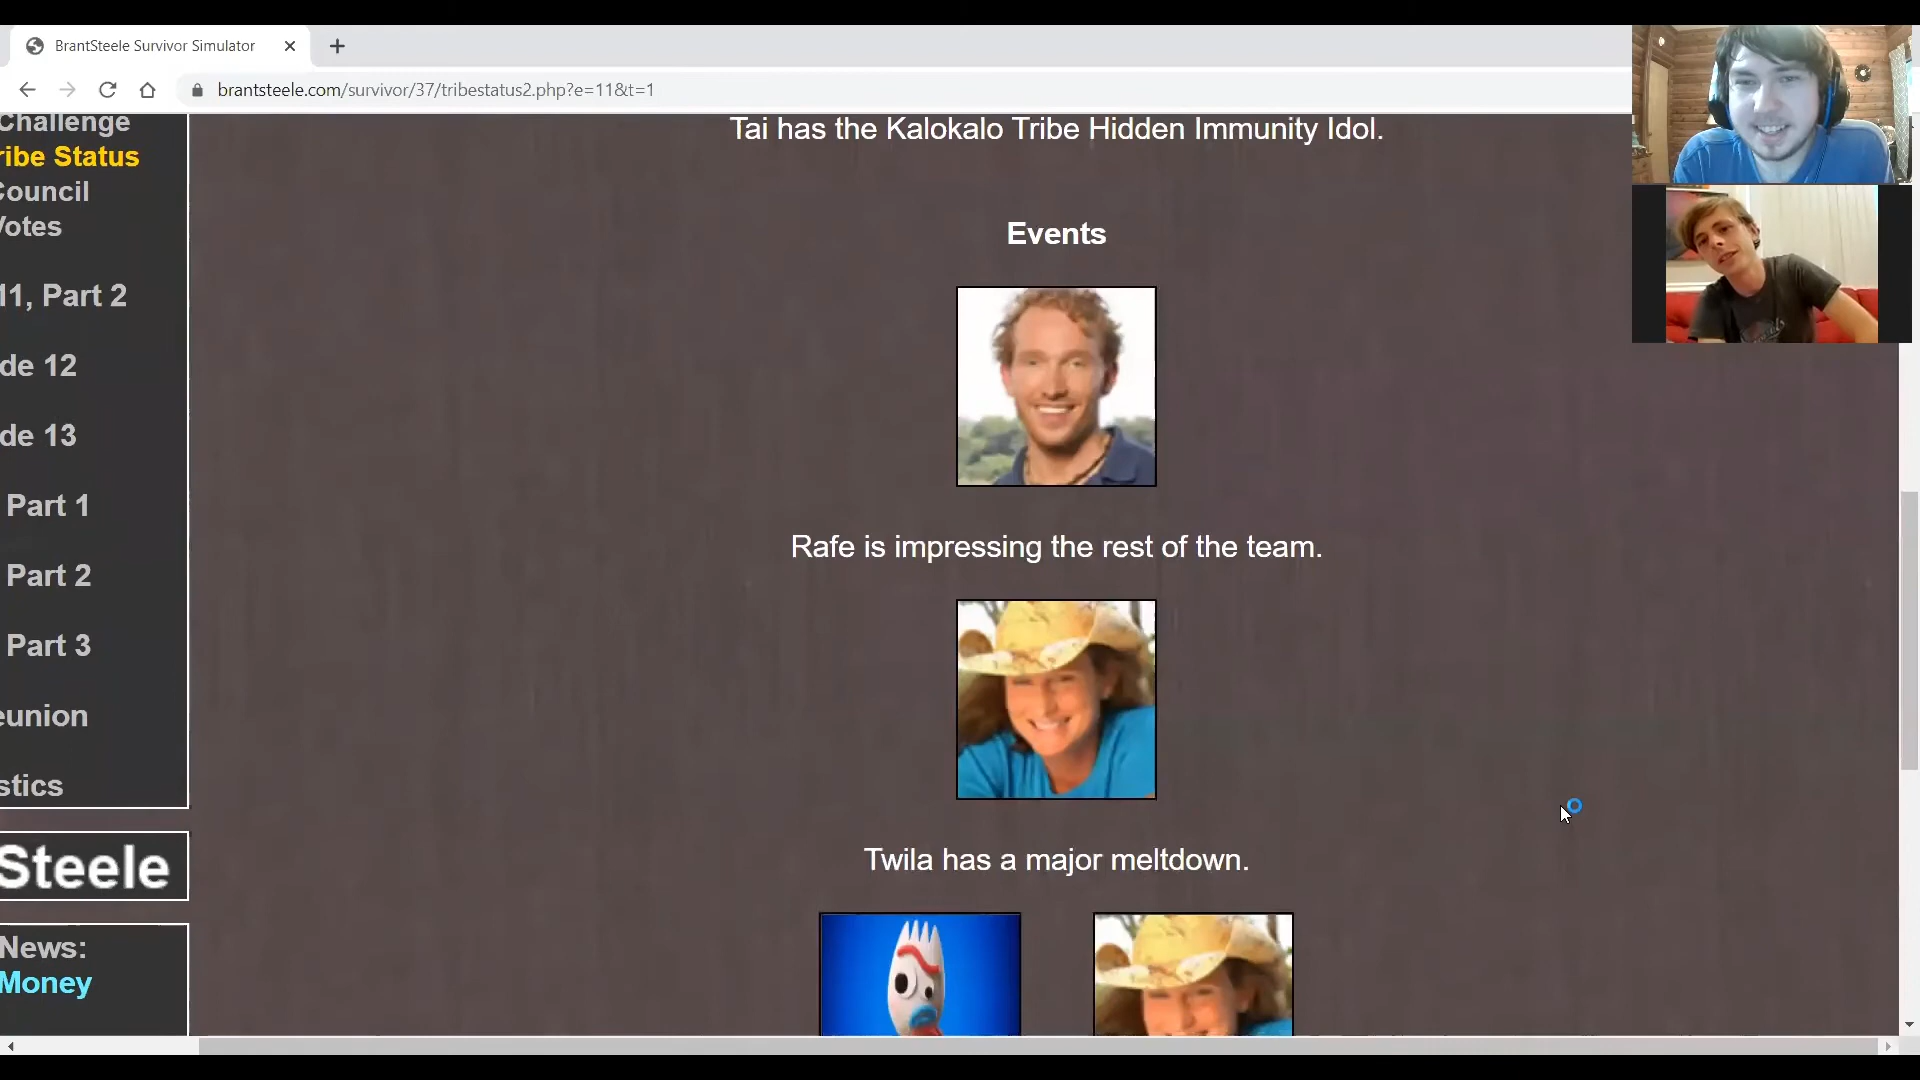 BrantSteele Survivor Simulator
brantsteele.com/survivor/37/tribestatus2.php?e=11&t=1
Challenge
ribe Status
Council
Votes
11, Part 2
de 12
de 13
Part 1
Part 2
Part 3
eunion
stics
Steele
News:
Money
Tai has the Kalokalo Tribe Hidden Immunity Idol.
Events
Rafe is impressing the rest of the team.
Twila has a major meltdown.